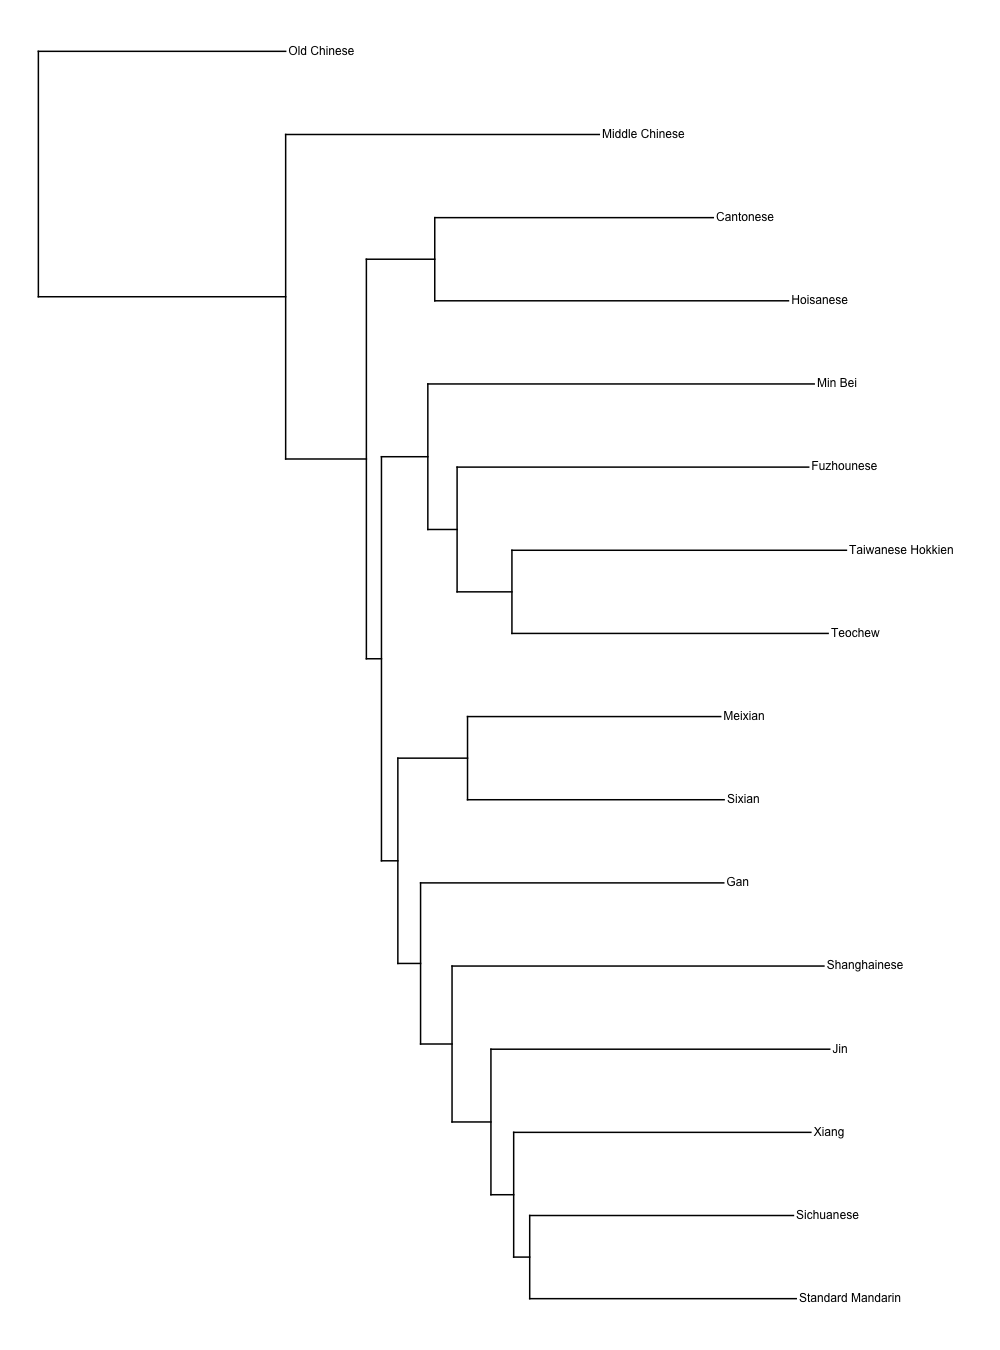 Old Chinese
Middle Chinese
Cantonese
Hoisanese
Min Bei
Fuzhounese
Taiwanese Hokkien
Teochew
Meixian
Sixian
Gan
Shanghainese
Jin
Xiang
Sichuanese
Standard Mandarin